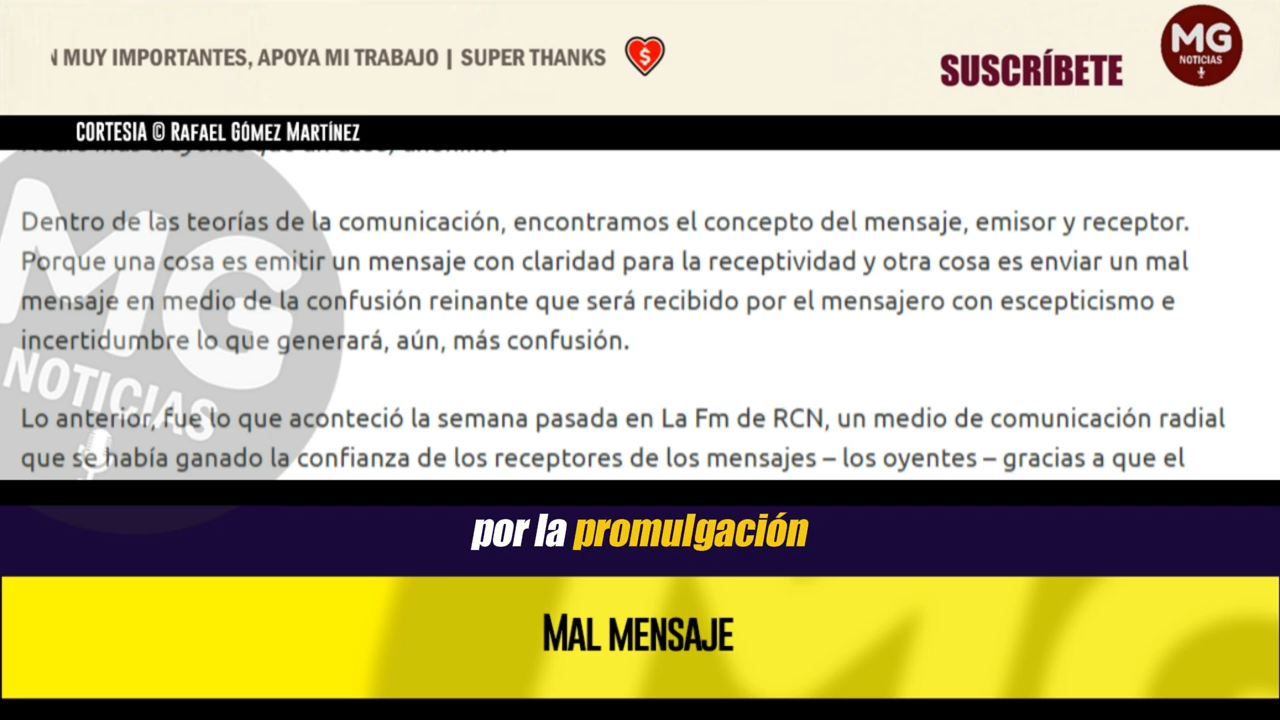 MUY IMPORTANTES, APOYA MI TRABAJO | SUPER THANKS
SUSCRÍBETE
MG
NOTICIAS
CORTESIA © RAFAEL GÓMEZ MARTÍNEZ
Dentro de las teorías de la comunicación, encontramos el concepto del mensaje, emisor y receptor.
Porque una cosa es emitir un mensaje con claridad para la receptividad y otra cosa es enviar un mal
mensaje en medio de la confusión reinante que será recibido por el mensajero con escepticismo e
incertidumbre lo que generará, aún, más confusión.
MG
NOTICIAS
Lo anterior, fue lo que aconteció la semana pasada en La Fm de RCN, un medio de comunicación radial
que se había ganado la confianza de los receptores de los mensajes – los oyentes – gracias a que el
por la promulgación
MAL MENSAJE